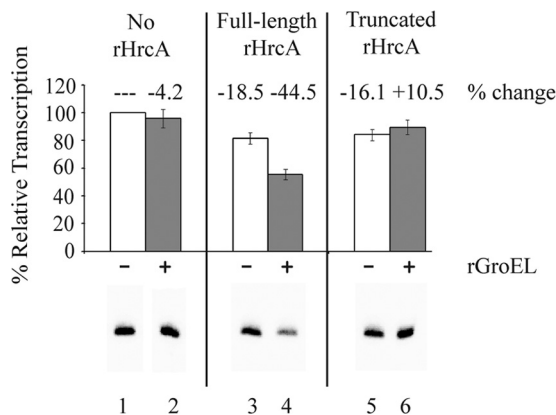 No rHrcA
Full-length rHrcA
Truncated rHrcA
--- -4.2
-18.5 -44.5
-16.1 +10.5
% change
% Relative Transcription
120
100
80
60
40
20
0
− + − + − + rGroEL
1 2 3 4 5 6